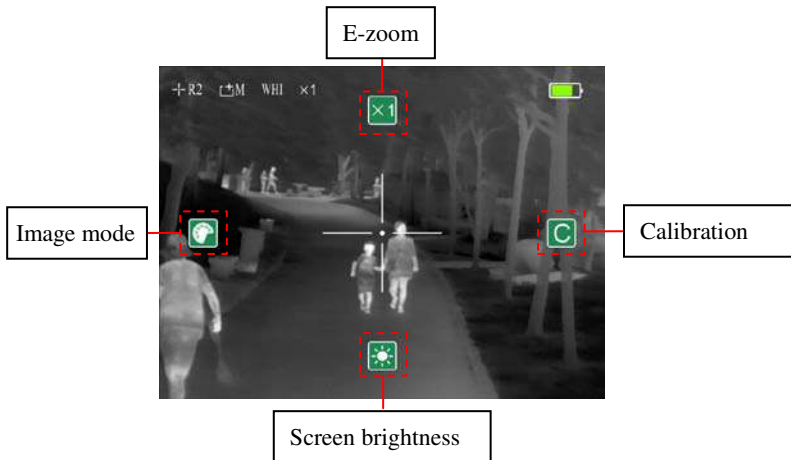 E-zoom
R2 M WHI ×1
×1
Image mode
C
Calibration
Screen brightness